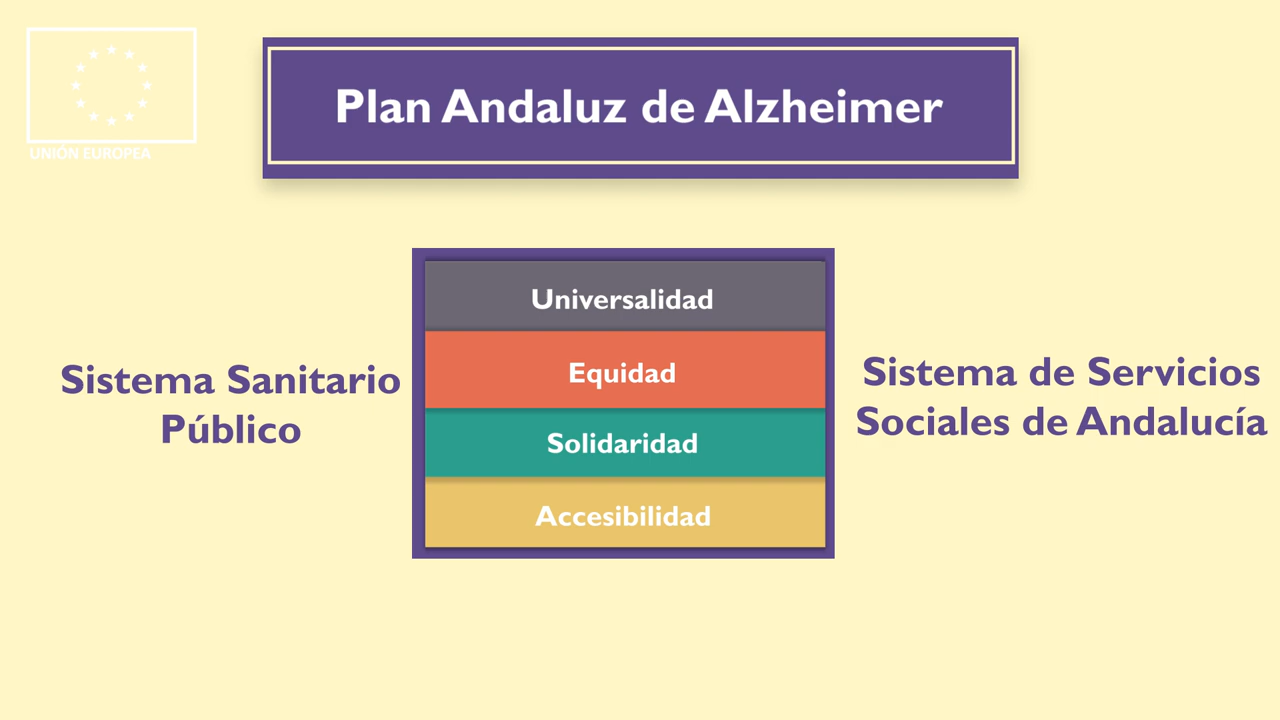 UNIÓN EUROPEA
Plan Andaluz de Alzheimer
Sistema Sanitario
Público
Universalidad
Equidad
Solidaridad
Accesibilidad
Sistema de Servicios
Sociales de Andalucía